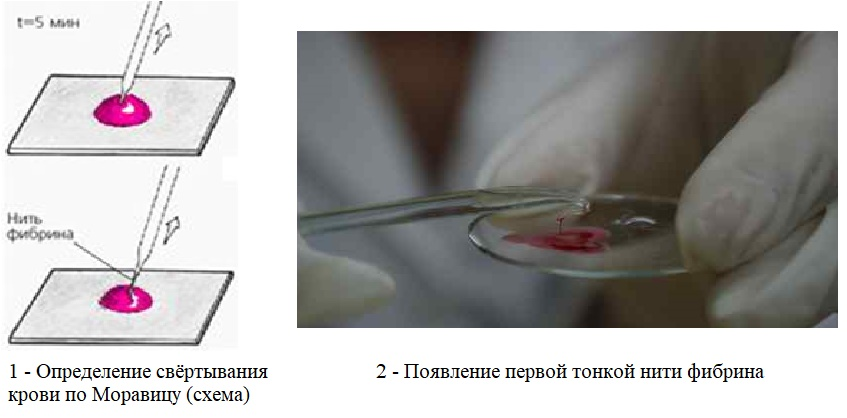 t=5 мин
Нить
фибрина
1 - Определение свёртывания
крови по Моравицу (схема)
2 - Появление первой тонкой нити фибрина